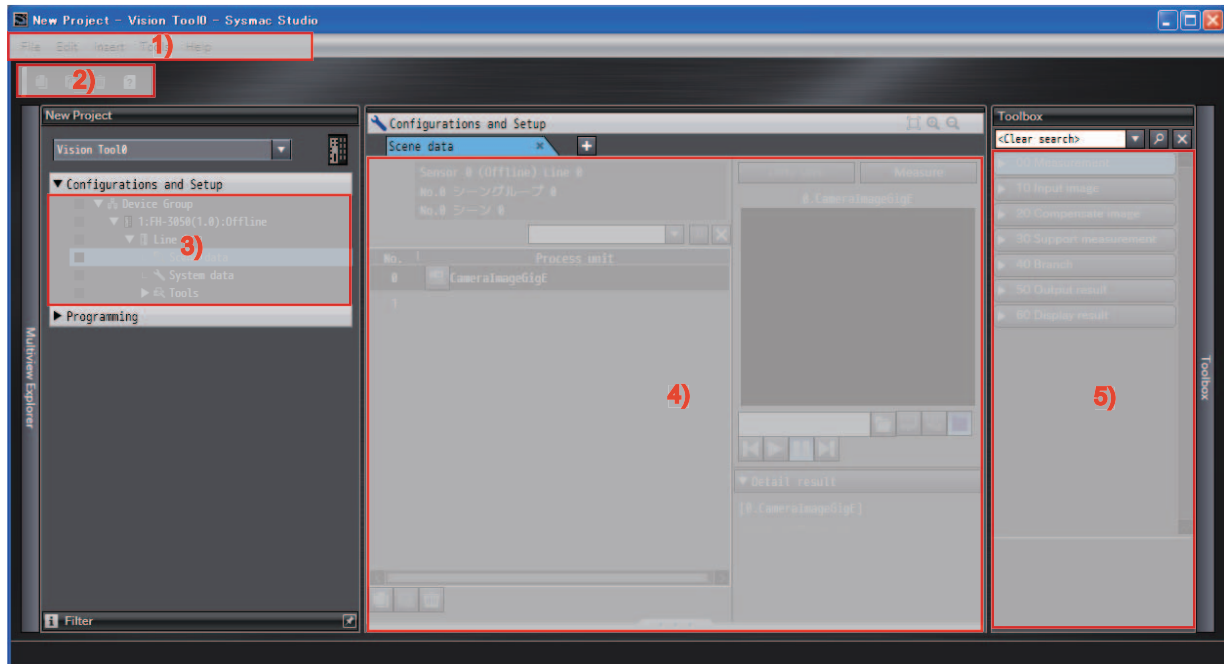 New Project - Vision Tool0 - Sysmac Studio
File Edit Insert Tools Help
1)
2)
New Project
Vision Tool0
Configurations and Setup
Device Group
1:FH-3050(1.0):Offline
Line
3)
System data
Tools
Programming
Filter
Multiview Explorer
Configurations and Setup
Scene data
Sensor 0 (Offline) Line 0
No.0 シーングループ 0
No.0 シーン 0
No. Process unit
0 CameraImageGigE
1
4)
Measure
0.CameraImageGigE
Detail result
[0.CameraImageGigE]
Toolbox
<Clear search>
10 Input image
20 Compensate image
30 Support measurement
40 Branch
50 Output result
60 Display result
5)
Toolbox